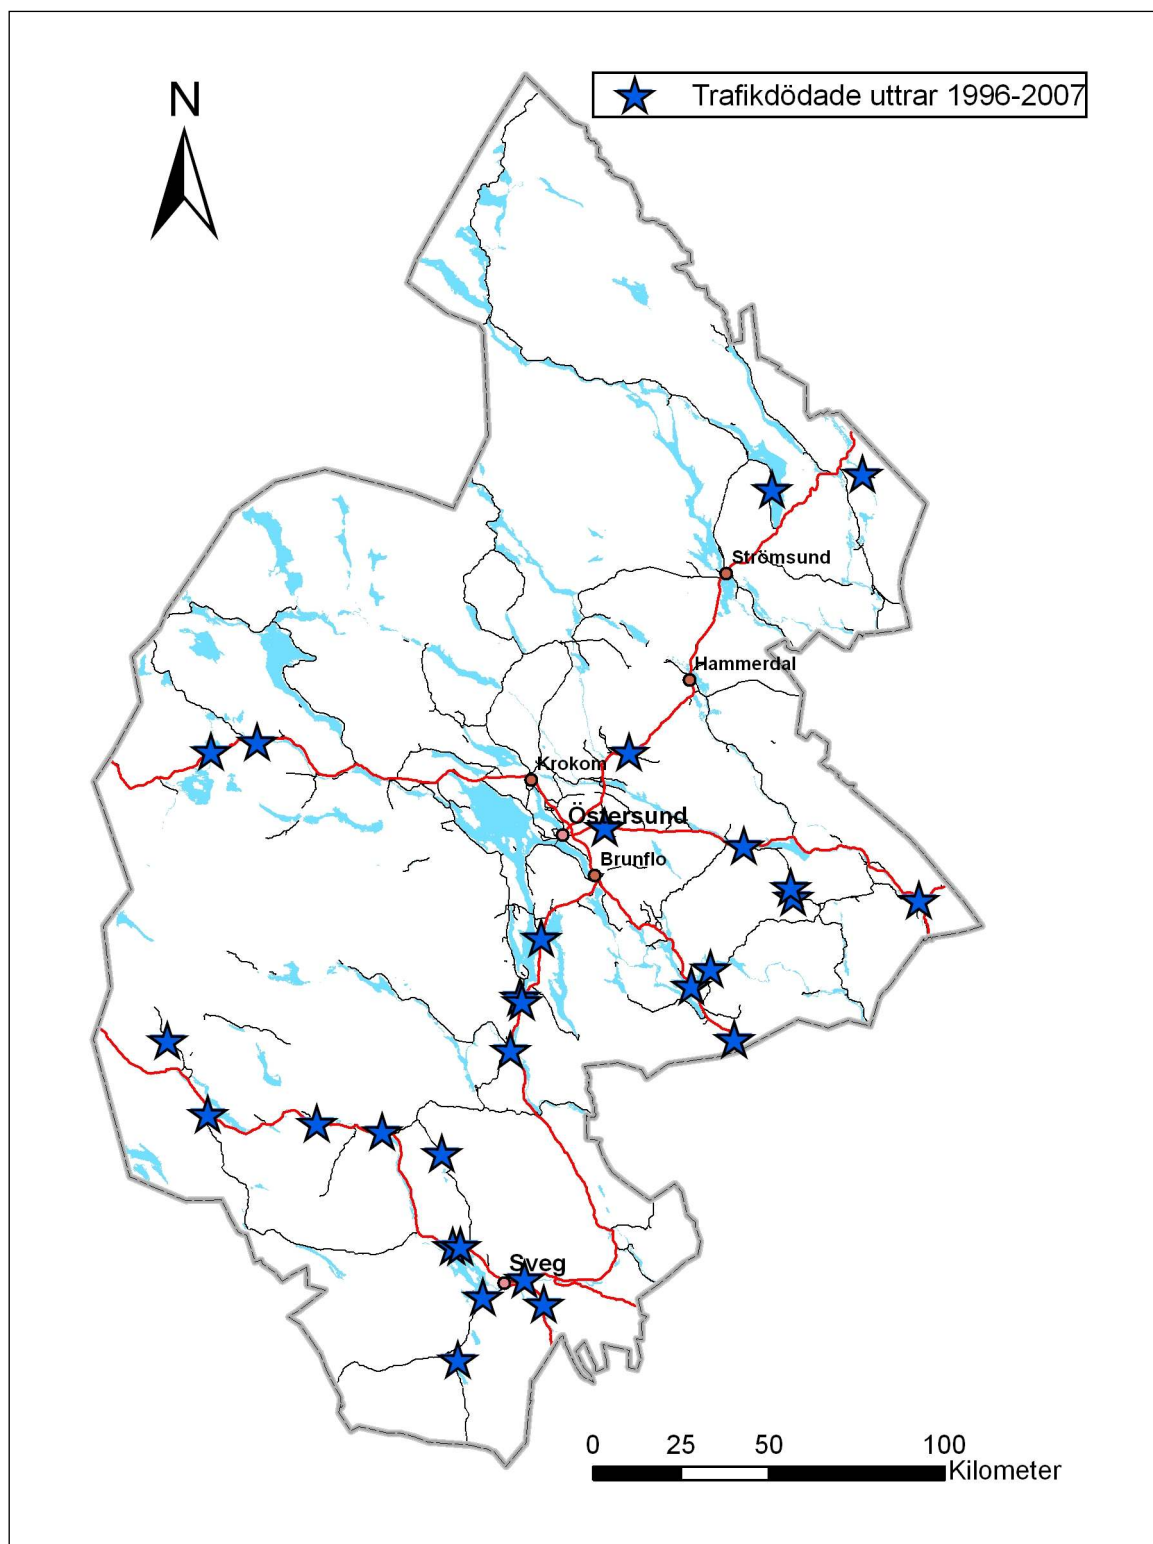 N
Trafikdödade uttrar 1996-2007
Strömsund
Hammerdal
Krokom
Östersund
Brunflo
Sveg
0 25 50 100
Kilometer